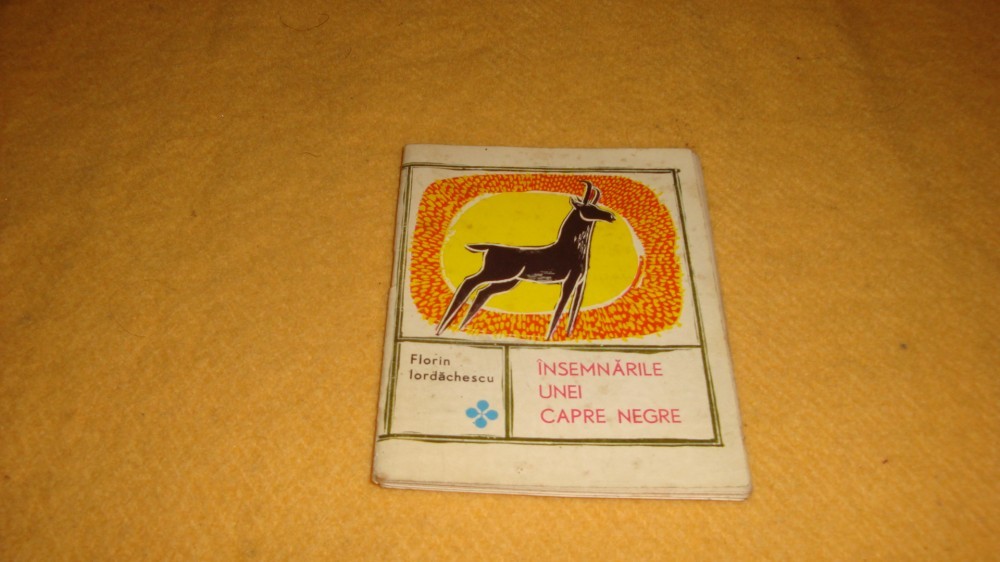 Florin
Iordăchescu
ÎNSEMNĂRILE
UNEI
CAPRE NEGRE